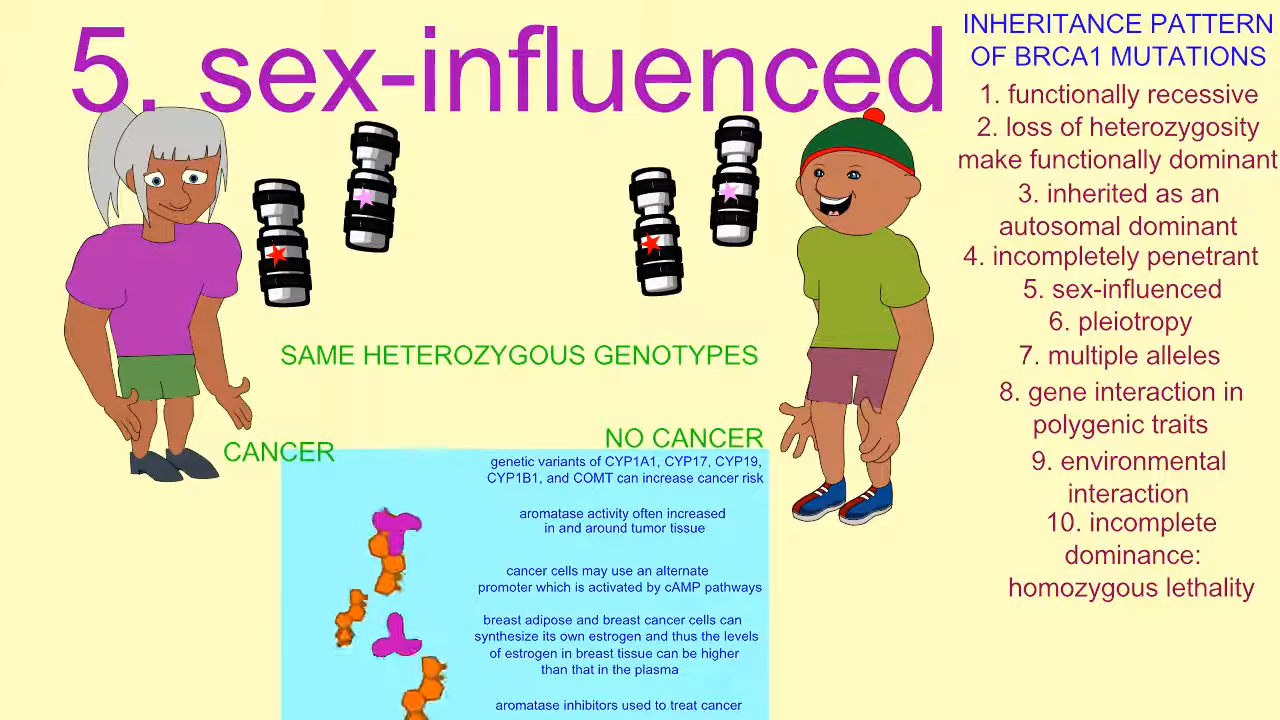 5. sex-influenced
SAME HETEROZYGOUS GENOTYPES
CANCER
NO CANCER
genetic variants of CYP1A1, CYP17, CYP19,
CYP1B1, and COMT can increase cancer risk
aromatase activity often increased
in and around tumor tissue
cancer cells may use an alternate
promoter which is activated by cAMP pathways
breast adipose and breast cancer cells can
synthesize its own estrogen and thus the levels
of estrogen in breast tissue can be higher
than that in the plasma
aromatase inhibitors used to treat cancer
INHERITANCE PATTERN
OF BRCA1 MUTATIONS
1. functionally recessive
2. loss of heterozygosity
make functionally dominant
3. inherited as an
autosomal dominant
4. incompletely penetrant
5. sex-influenced
6. pleiotropy
7. multiple alleles
8. gene interaction in
polygenic traits
9. environmental
interaction
10. incomplete
dominance:
homozygous lethality